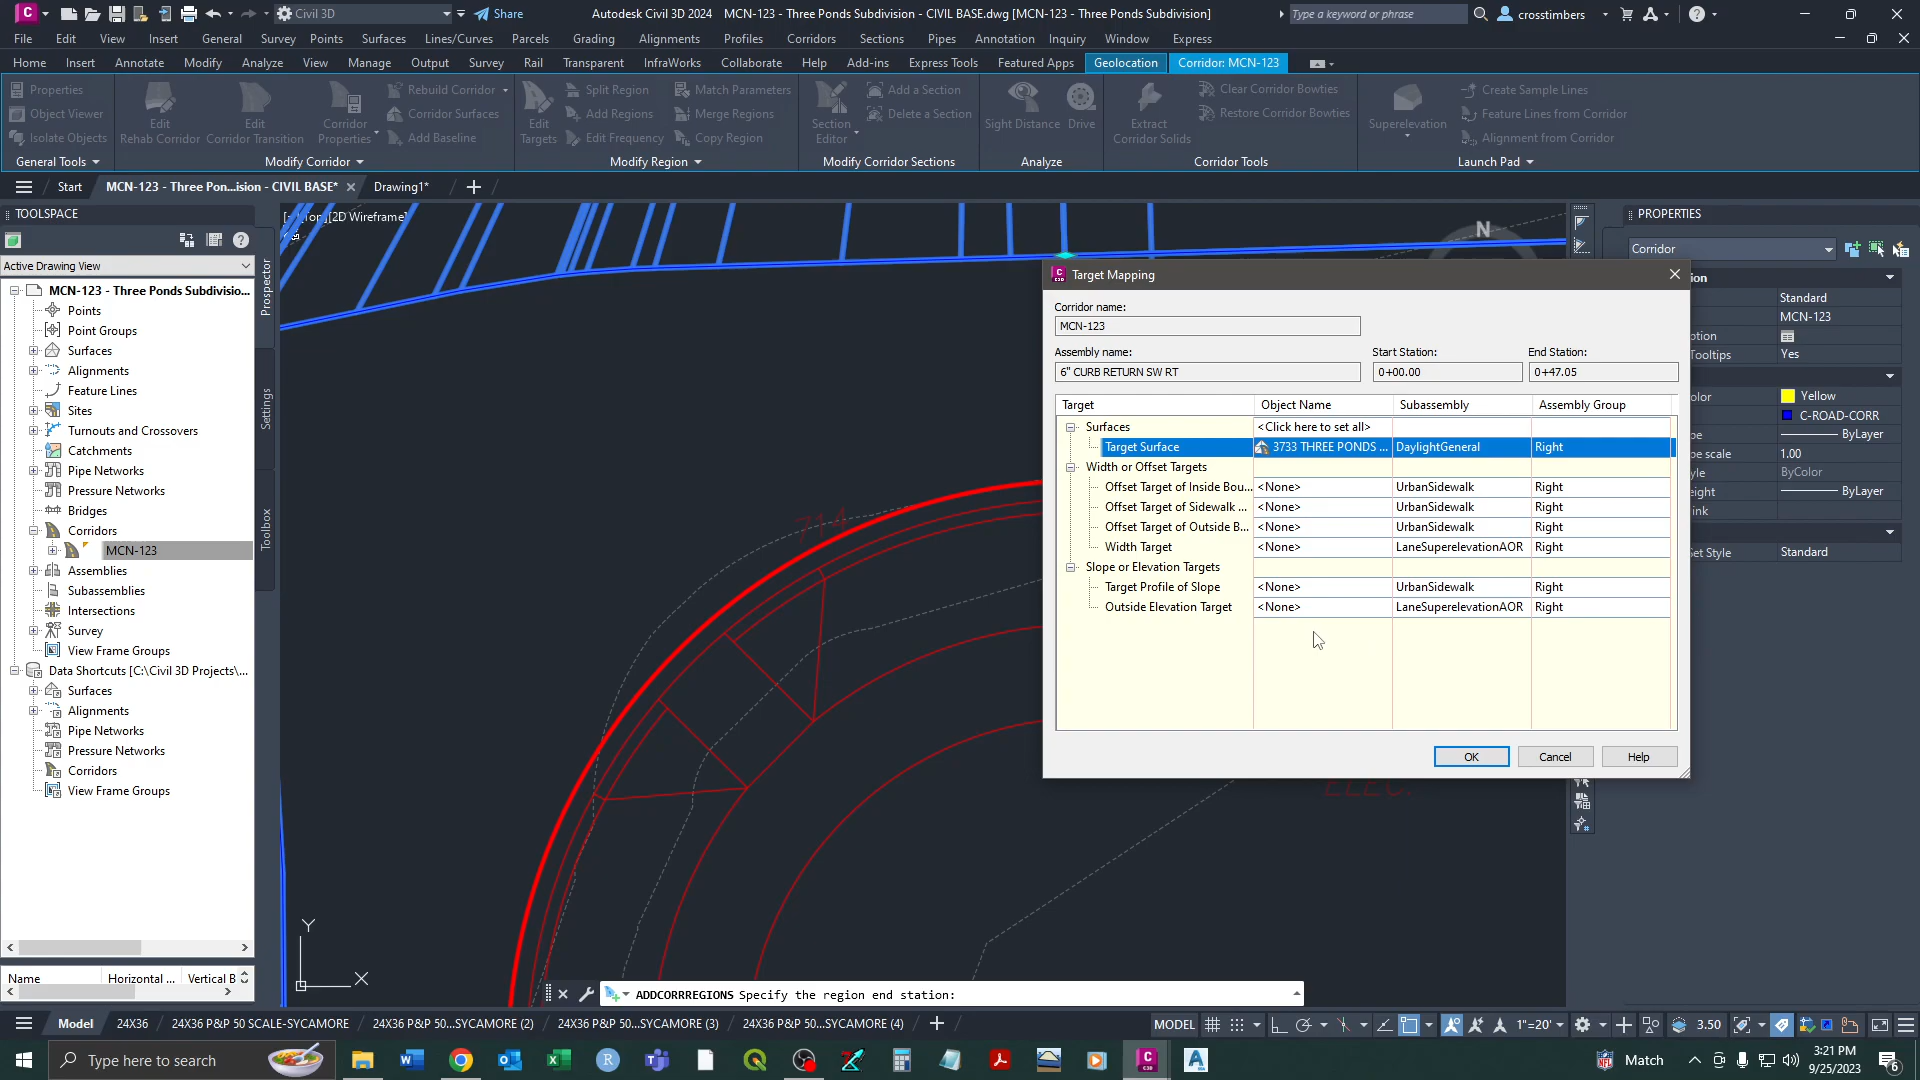 Civil 3D
Share
Autodesk Civil 3D 2024 MCN-123 - Three Ponds Subdivision - CIVIL BASE.dwg [MCN-123 - Three Ponds Subdivision]
Type a keyword or phrase
crosstimbers
File Edit View Insert General Survey Points Surfaces Lines/Curves Parcels Grading Alignments Profiles Corridors Sections Pipes Annotation Inquiry Window Express
Home Insert Annotate Modify Analyze View Manage Output Survey Rail Transparent InfraWorks Collaborate Help Add-ins Express Tools Featured Apps Geolocation Corridor: MCN-123
Properties
Object Viewer
Isolate Objects
General Tools
Edit Rehab Corridor
Edit Corridor Transition
Corridor Properties
Rebuild Corridor
Corridor Surfaces
Add Baseline
Modify Corridor
Edit Targets
Split Region
Add Regions
Edit Frequency
Match Parameters
Merge Regions
Copy Region
Modify Region
Section Editor
Add a Section
Delete a Section
Modify Corridor Sections
Sight Distance
Drive
Analyze
Extract Corridor Solids
Clear Corridor Bowties
Restore Corridor Bowties
Corridor Tools
Superelevation
Create Sample Lines
Feature Lines from Corridor
Alignment from Corridor
Launch Pad
Start
MCN-123 - Three Pon...ision - CIVIL BASE*
Drawing1*
TOOLSPACE
Active Drawing View
MCN-123 - Three Ponds Subdivisio...
Points
Point Groups
Surfaces
Alignments
Feature Lines
Sites
Turnouts and Crossovers
Catchments
Pipe Networks
Pressure Networks
Bridges
Corridors
MCN-123
Assemblies
Subassemblies
Intersections
Survey
View Frame Groups
Data Shortcuts [C:\Civil 3D Projects\...
Surfaces
Alignments
Pipe Networks
Pressure Networks
Corridors
View Frame Groups
Name Horizontal ... Vertical B
Prospector
Settings
Toolbox
[2D Wireframe]
N
714
ELEV.
Y
X
Target Mapping
Corridor name:
MCN-123
Assembly name: Start Station: End Station:
6" CURB RETURN SW RT 0+00.00 0+47.05
Target Object Name Subassembly Assembly Group
Surfaces <Click here to set all>
Target Surface 3733 THREE PONDS ... DaylightGeneral Right
Width or Offset Targets
Offset Target of Inside Bou... <None> UrbanSidewalk Right
Offset Target of Sidewalk ... <None> UrbanSidewalk Right
Offset Target of Outside B... <None> UrbanSidewalk Right
Width Target <None> LaneSuperelevationAOR Right
Slope or Elevation Targets
Target Profile of Slope <None> UrbanSidewalk Right
Outside Elevation Target <None> LaneSuperelevationAOR Right
OK Cancel Help
PROPERTIES
Corridor
ion
Standard
MCN-123
ption
Tooltips Yes
olor Yellow
C-ROAD-CORR
pe ByLayer
pe scale 1.00
yle ByColor
eight ByLayer
ink
Set Style Standard
ADDCORRREGIONS Specify the region end station:
Model 24X36 24X36 P&P 50 SCALE-SYCAMORE 24X36 P&P 50...SYCAMORE (2) 24X36 P&P 50...SYCAMORE (3) 24X36 P&P 50...SYCAMORE (4)
MODEL 1"=20' 3.50
Type here to search
Match
3:21 PM
9/25/2023
6